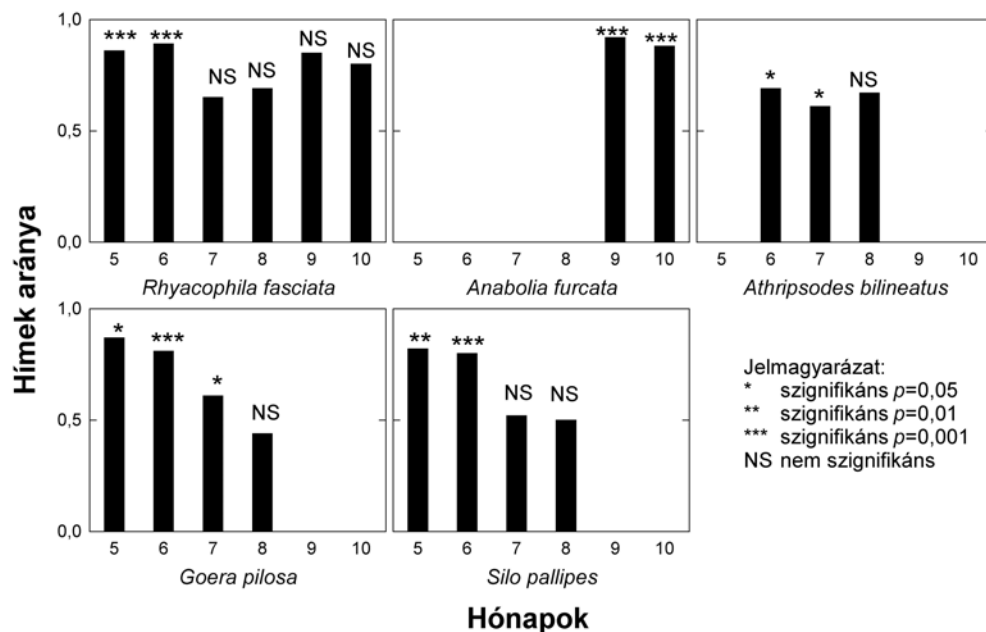 Hímek aránya
1,0
0,5
0,0
*** *** NS NS NS NS
5 6 7 8 9 10
Rhyacophila fasciata
*** ***
5 6 7 8 9 10
Anabolia furcata
* * NS
5 6 7 8 9 10
Athripsodes bilineatus
1,0
0,5
0,0
* *** * NS
5 6 7 8 9 10
Goera pilosa
** *** NS NS
5 6 7 8 9 10
Silo pallipes
Jelmagyarázat:
* szignifikáns p=0,05
** szignifikáns p=0,01
*** szignifikáns p=0,001
NS nem szignifikáns
Hónapok